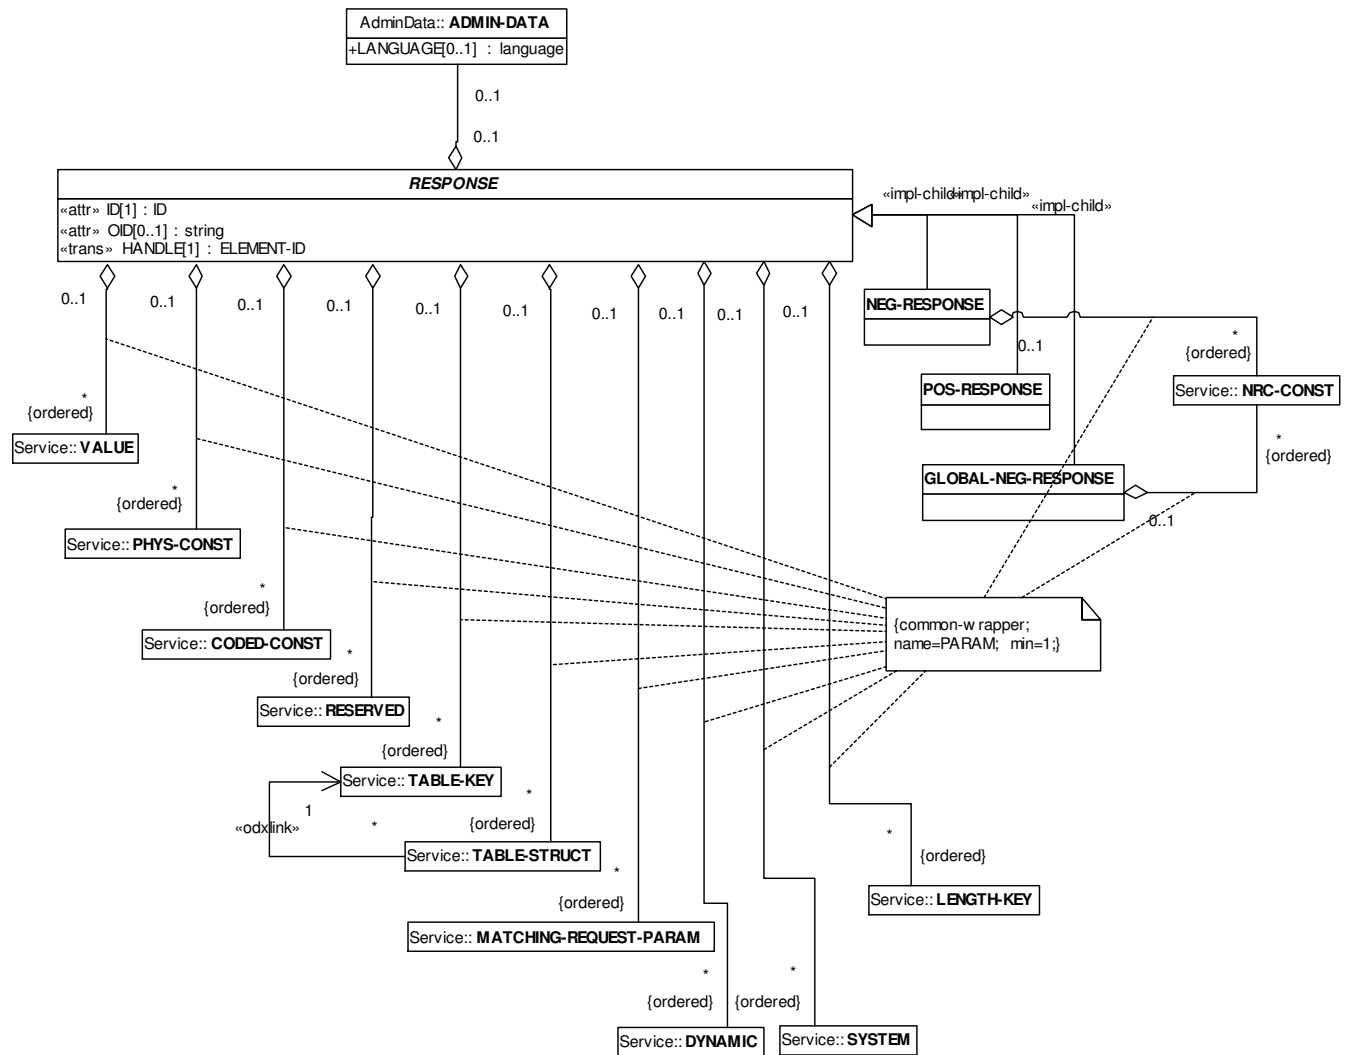 AdminData:: ADMIN-DATA
+LANGUAGE[0..1] : language
0..1
0..1
RESPONSE
«attr» ID[1] : ID
«attr» OID[0..1] : string
«trans» HANDLE[1] : ELEMENT-ID
«impl-child»
«impl-child»
«impl-child»
0..1
0..1
0..1
0..1
0..1
0..1
0..1
0..1
0..1
0..1
NEG-RESPONSE
0..1
*
{ordered}
POS-RESPONSE
Service:: NRC-CONST
*
{ordered}
GLOBAL-NEG-RESPONSE
0..1
*
{ordered}
Service:: VALUE
*
{ordered}
Service:: PHYS-CONST
*
{ordered}
Service:: CODED-CONST
{common-wrapper;
name=PARAM; min=1;}
*
{ordered}
Service:: RESERVED
*
{ordered}
Service:: TABLE-KEY
1
«odxlink»
*
*
{ordered}
Service:: TABLE-STRUCT
*
{ordered}
Service:: LENGTH-KEY
*
{ordered}
Service:: MATCHING-REQUEST-PARAM
*
{ordered}
Service:: DYNAMIC
*
{ordered}
Service:: SYSTEM